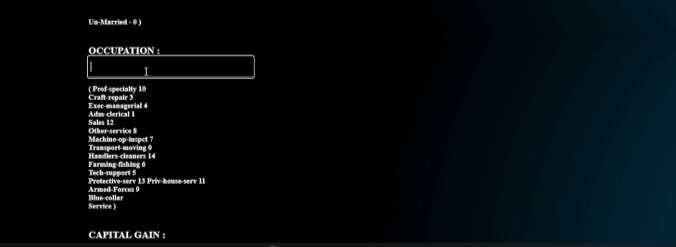 Un-Married - 0 )
OCCUPATION :
( Prof-specialty 10
Craft-repair 3
Exec-managerial 4
Adm-clerical 1
Sales 12
Other-service 8
Machine-op-inspct 7
Transport-moving 0
Handlers-cleaners 14
Farming-fishing 6
Tech-support 5
Protective-serv 13 Priv-house-serv 11
Armed-Forces 9
Blue-collar
Service )
CAPITAL GAIN :